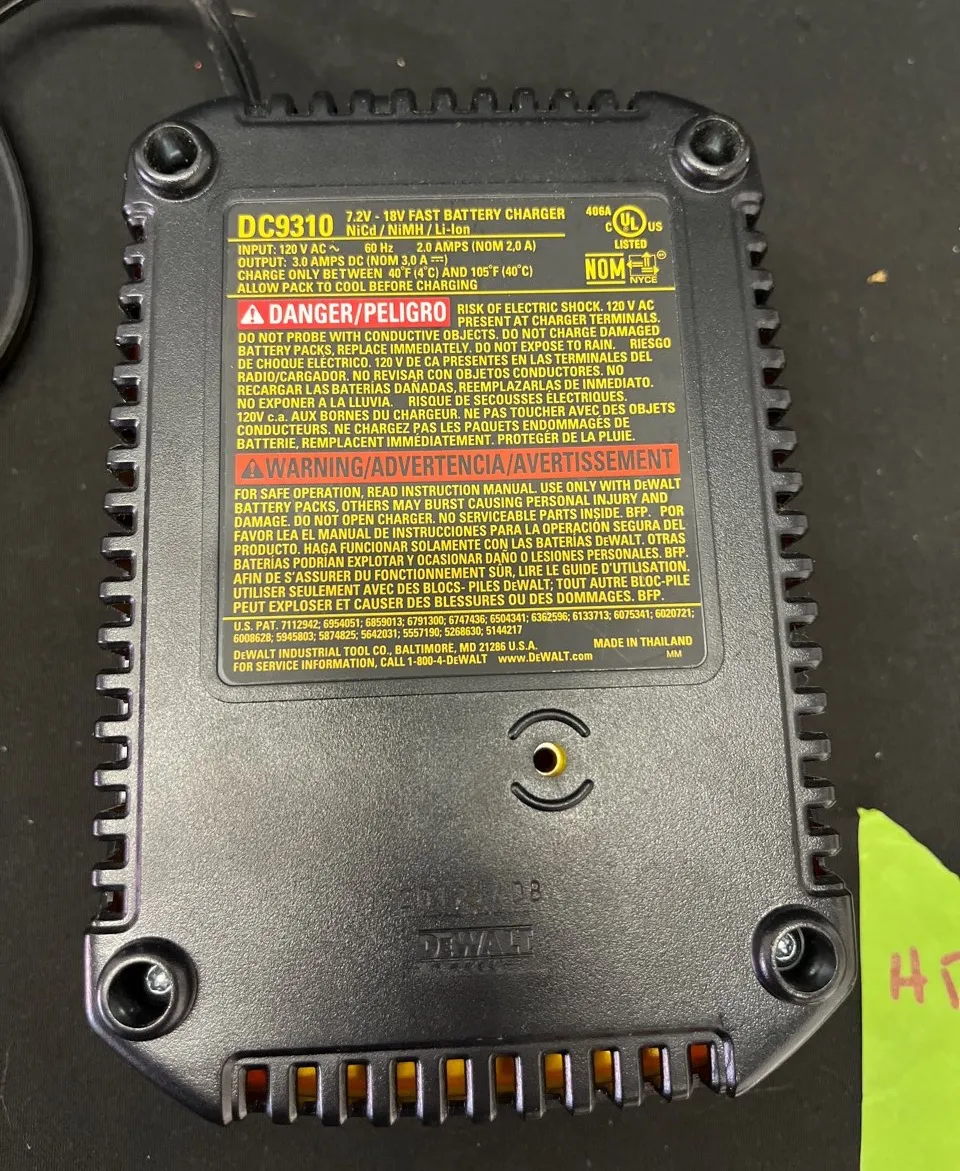 DC9310 7.2V - 18V FAST BATTERY CHARGER
NiCd / NiMH / Li-Ion
406A
C UL US
LISTED
INPUT: 120 V AC ~ 60 Hz 2.0 AMPS (NOM 2,0 A)
OUTPUT: 3.0 AMPS DC (NOM 3,0 A ⎓)
CHARGE ONLY BETWEEN 40°F (4°C) AND 105°F (40°C)
ALLOW PACK TO COOL BEFORE CHARGING
NOM
NYCE
⚠ DANGER/PELIGRO RISK OF ELECTRIC SHOCK. 120 V AC
PRESENT AT CHARGER TERMINALS.
DO NOT PROBE WITH CONDUCTIVE OBJECTS. DO NOT CHARGE DAMAGED
BATTERY PACKS, REPLACE IMMEDIATELY. DO NOT EXPOSE TO RAIN. RIESGO
DE CHOQUE ELÉCTRICO. 120 V DE CA PRESENTES EN LAS TERMINALES DEL
RADIO/CARGADOR. NO REVISAR CON OBJETOS CONDUCTORES. NO
RECARGAR LAS BATERÍAS DAÑADAS, REEMPLAZARLAS DE INMEDIATO.
NO EXPONER A LA LLUVIA. RISQUE DE SECOUSSES ÉLECTRIQUES.
120V c.a. AUX BORNES DU CHARGEUR. NE PAS TOUCHER AVEC DES OBJETS
CONDUCTEURS. NE CHARGEZ PAS LES PAQUETS ENDOMMAGÉS DE
BATTERIE, REMPLACENT IMMÉDIATEMENT. PROTEGÉR DE LA PLUIE.
⚠WARNING/ADVERTENCIA/AVERTISSEMENT
FOR SAFE OPERATION, READ INSTRUCTION MANUAL. USE ONLY WITH DEWALT
BATTERY PACKS, OTHERS MAY BURST CAUSING PERSONAL INJURY AND
DAMAGE. DO NOT OPEN CHARGER. NO SERVICEABLE PARTS INSIDE. BFP. POR
FAVOR LEA EL MANUAL DE INSTRUCCIONES PARA LA OPERACIÓN SEGURA DEL
PRODUCTO. HAGA FUNCIONAR SOLAMENTE CON LAS BATERÍAS DEWALT. OTRAS
BATERÍAS PODRÍAN EXPLOTAR Y OCASIONAR DAÑO O LESIONES PERSONALES. BFP.
AFIN DE S'ASSURER DU FONCTIONNEMENT SÛR, LIRE LE GUIDE D'UTILISATION.
UTILISER SEULEMENT AVEC DES BLOCS- PILES DEWALT; TOUT AUTRE BLOC-PILE
PEUT EXPLOSER ET CAUSER DES BLESSURES OU DES DOMMAGES. BFP.
U.S. PAT. 7112942; 6954051; 6859013; 6791300; 6747436; 6504341; 6362596; 6133713; 6075341; 6020721;
6008628; 5945803; 5874825; 5642031; 5557190; 5268630; 5144217
DEWALT INDUSTRIAL TOOL CO., BALTIMORE, MD 21286 U.S.A. MADE IN THAILAND
FOR SERVICE INFORMATION, CALL 1-800-4-DEWALT www.DEWALT.com MM
DEWALT